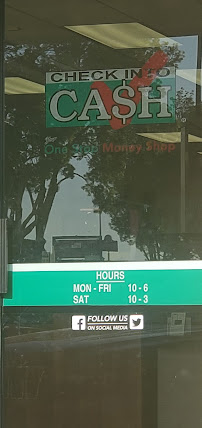 CHECK INTO
CA$H
One Stop Money Shop
HOURS
MON - FRI 10 - 6
SAT 10 - 3
FOLLOW US
ON SOCIAL MEDIA